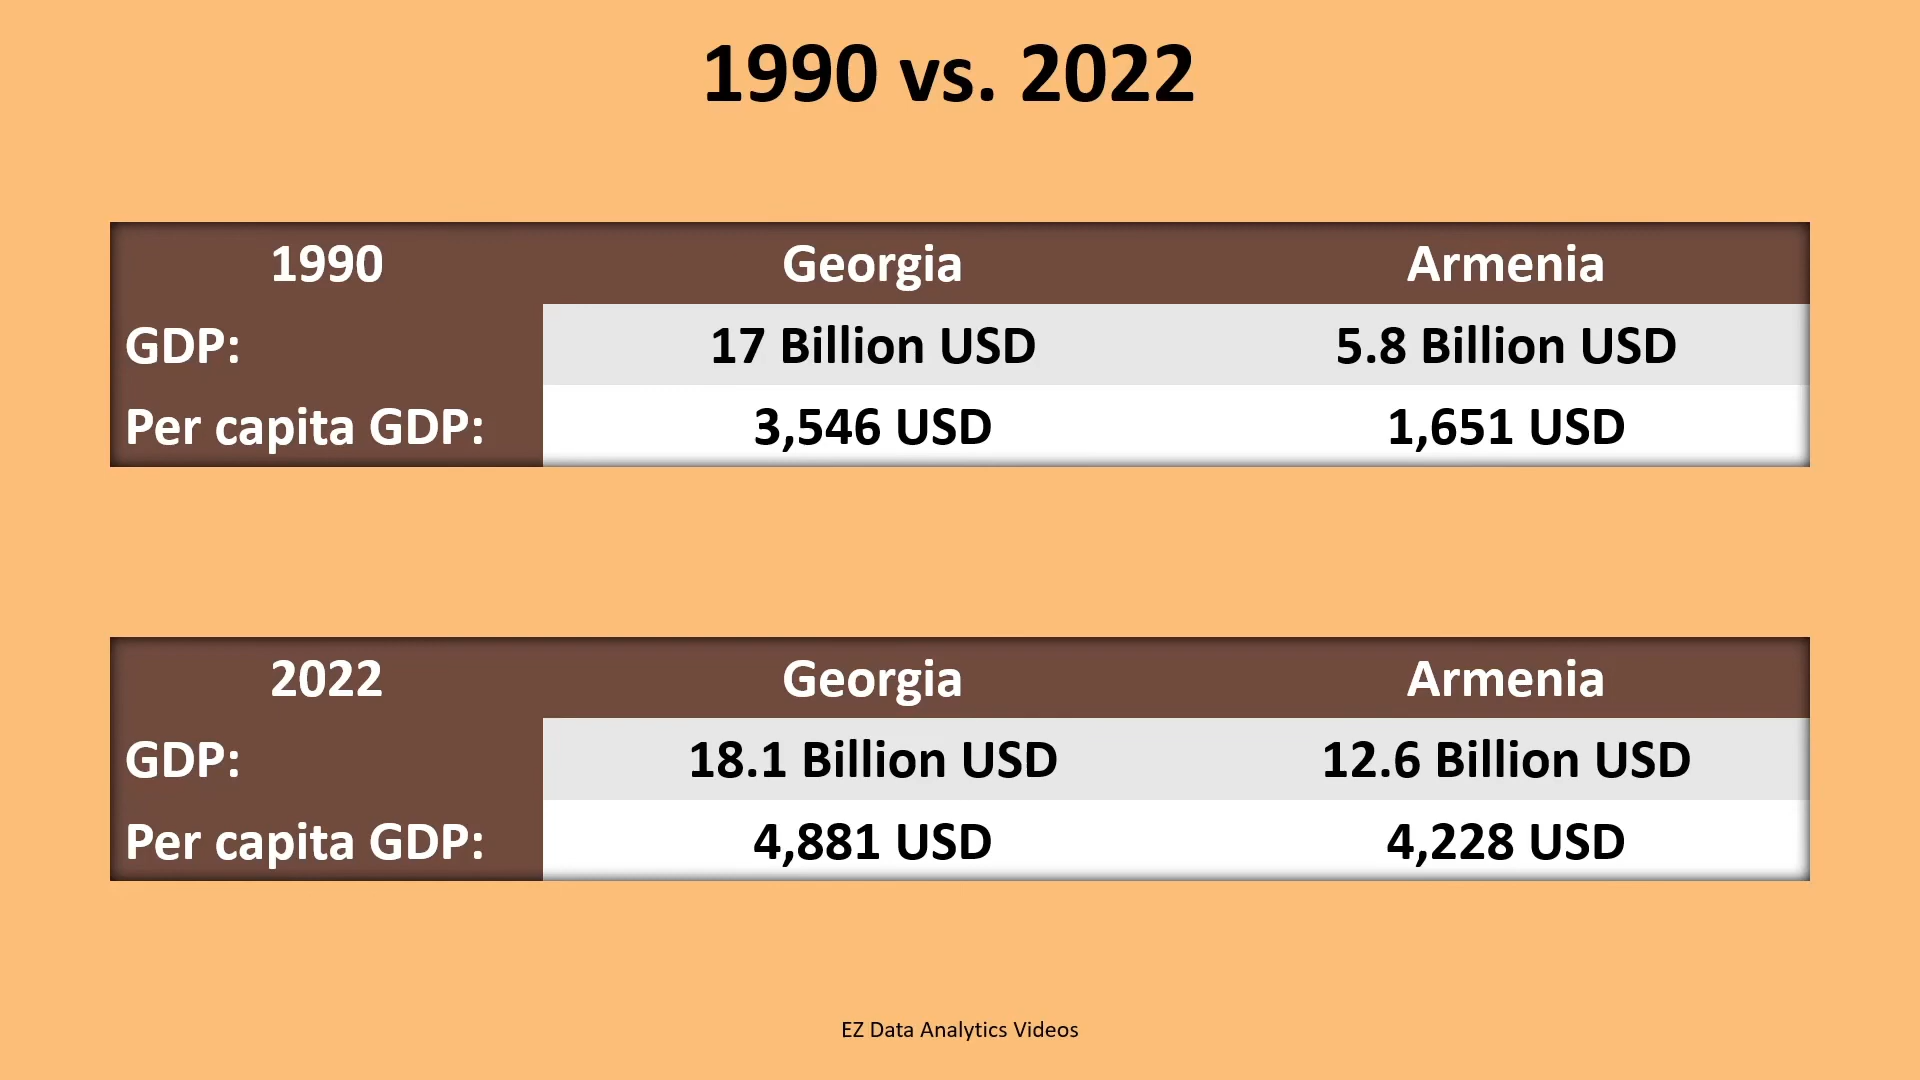 1990 vs. 2022
1990 Georgia Armenia
GDP: 17 Billion USD 5.8 Billion USD
Per capita GDP: 3,546 USD 1,651 USD
2022 Georgia Armenia
GDP: 18.1 Billion USD 12.6 Billion USD
Per capita GDP: 4,881 USD 4,228 USD
EZ Data Analytics Videos